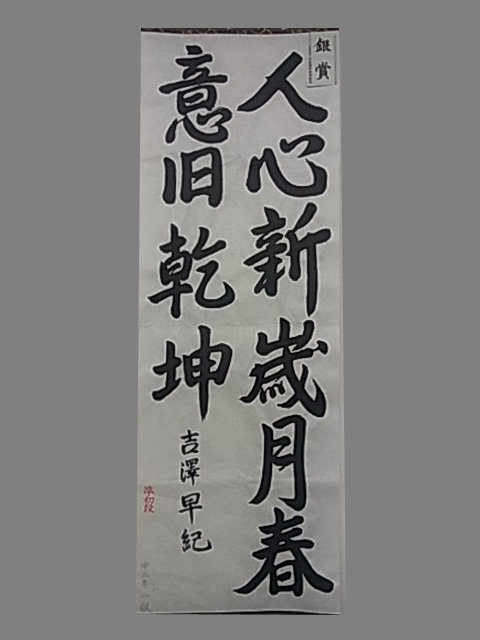 銀賞
人心新歳月春
意旧乾坤
吉澤早紀
準初段